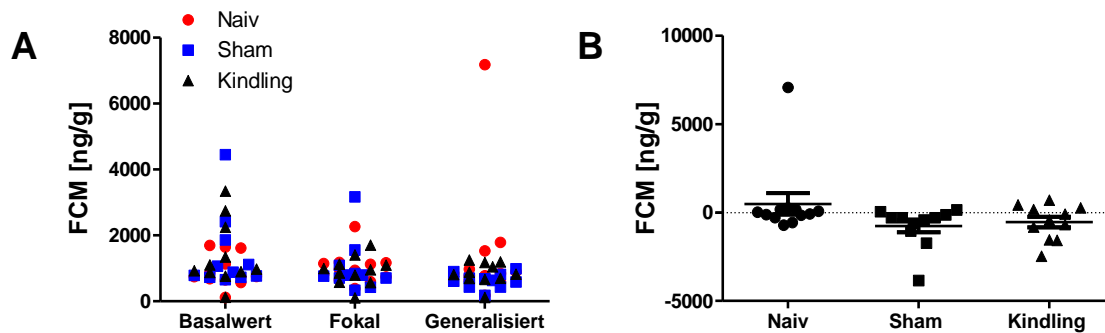 A
Naiv
Sham
Kindling
FCM [ng/g]
8000
6000
4000
2000
0
Basalwert Fokal Generalisiert
B
FCM [ng/g]
10000
5000
0
-5000
Naiv Sham Kindling